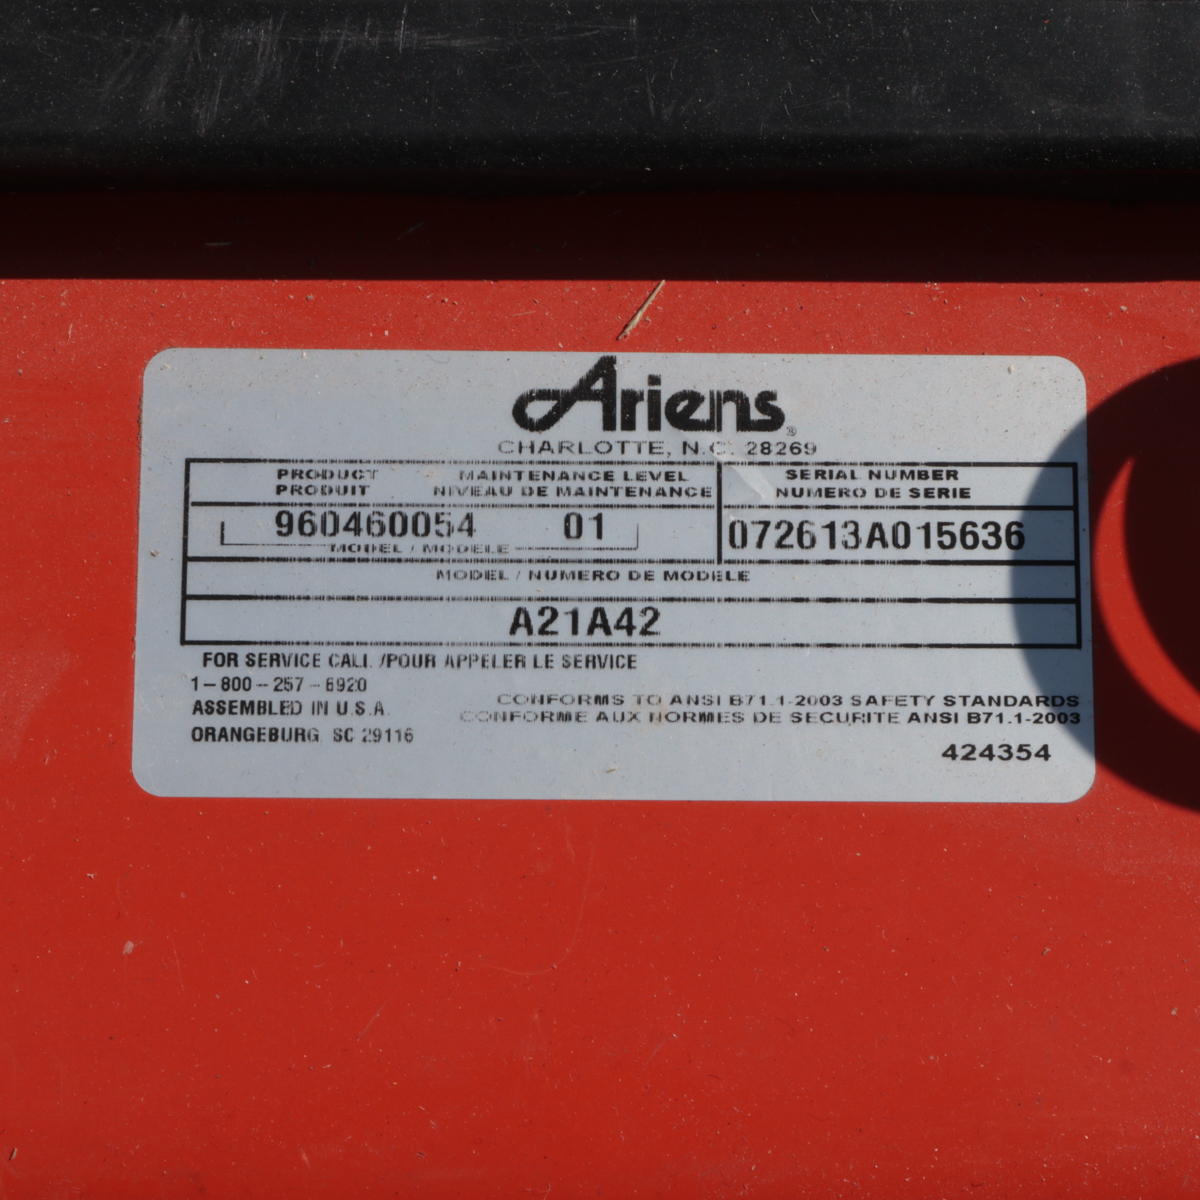 Ariens®
CHARLOTTE, N.C. 28269
PRODUCT MAINTENANCE LEVEL SERIAL NUMBER
PRODUIT NIVEAU DE MAINTENANCE NUMERO DE SERIE
960460054 01 072613A015636
MODEL / MODELE
MODEL / NUMERO DE MODELE
A21A42
FOR SERVICE CALL /POUR APPELER LE SERVICE
1-800-257-6920
ASSEMBLED IN U.S.A.
ORANGEBURG, SC 29116
CONFORMS TO ANSI B71.1-2003 SAFETY STANDARDS
CONFORME AUX NORMES DE SECURITE ANSI B71.1-2003
424354